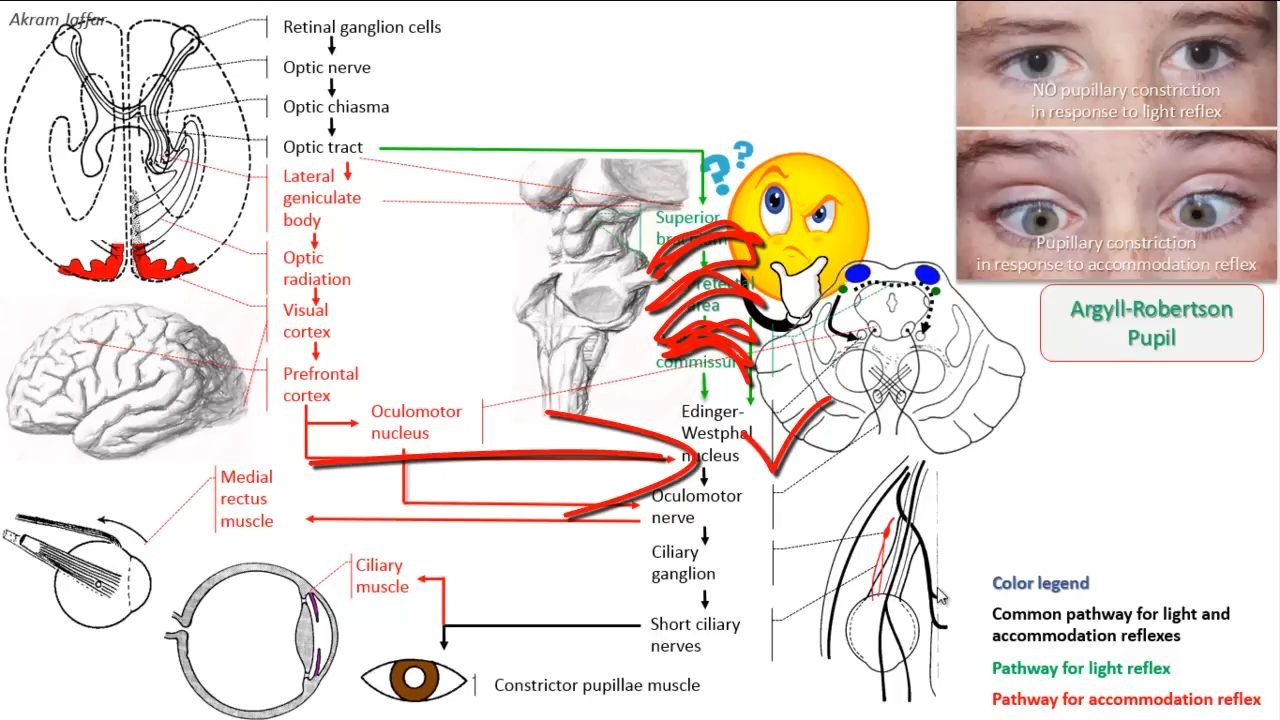 Akram Jaffar
Retinal ganglion cells
Optic nerve
Optic chiasma
Optic tract
Lateral
geniculate
body
Optic
radiation
Visual
cortex
Prefrontal
cortex
Oculomotor
nucleus
Medial
rectus
muscle
Ciliary
muscle
Superior
area
Edinger-
Westphal
nucleus
Oculomotor
nerve
Ciliary
ganglion
Short ciliary
nerves
Constrictor pupillae muscle
??
NO pupillary constriction
in response to light reflex
Pupillary constriction
in response to accommodation reflex
Argyll-Robertson
Pupil
Color legend
Common pathway for light and
accommodation reflexes
Pathway for light reflex
Pathway for accommodation reflex